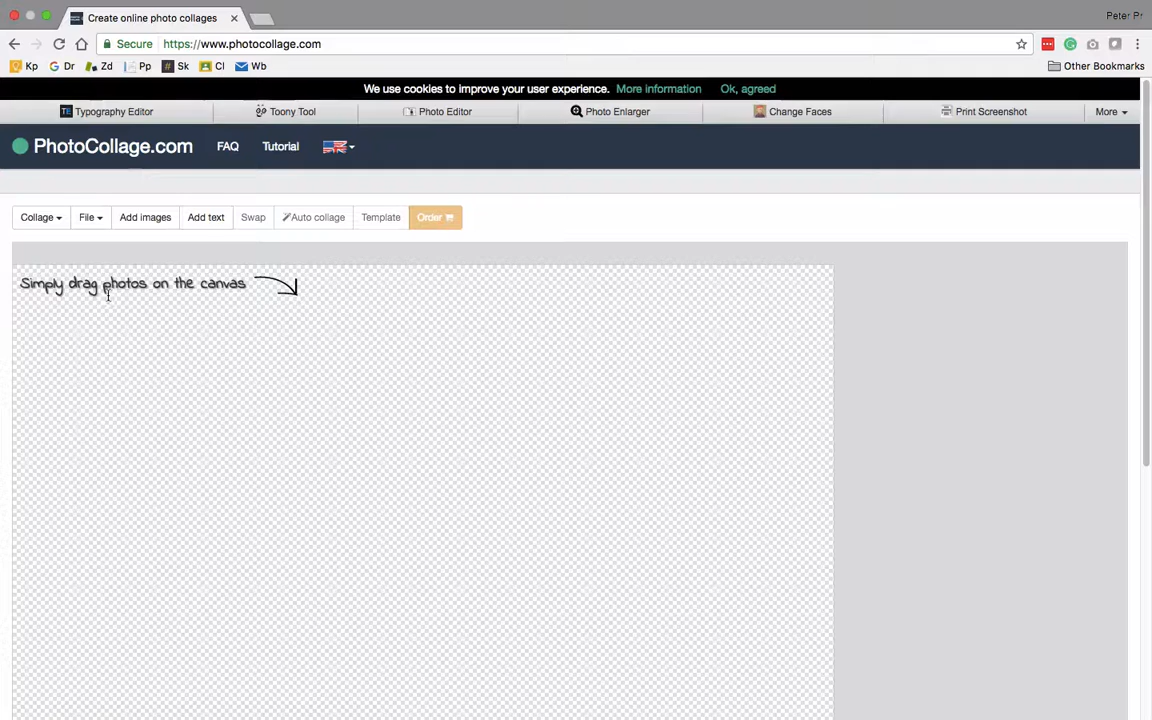 Create online photo collages
Peter Pr
Secure https://www.photocollage.com
Kp Dr Zd Pp Sk Cl Wb Other Bookmarks
We use cookies to improve your user experience. More information Ok, agreed
TE Typography Editor Toony Tool Photo Editor Photo Enlarger Change Faces Print Screenshot More
PhotoCollage.com FAQ Tutorial
Collage File Add images Add text Swap Auto collage Template Order
Simply drag photos on the canvas